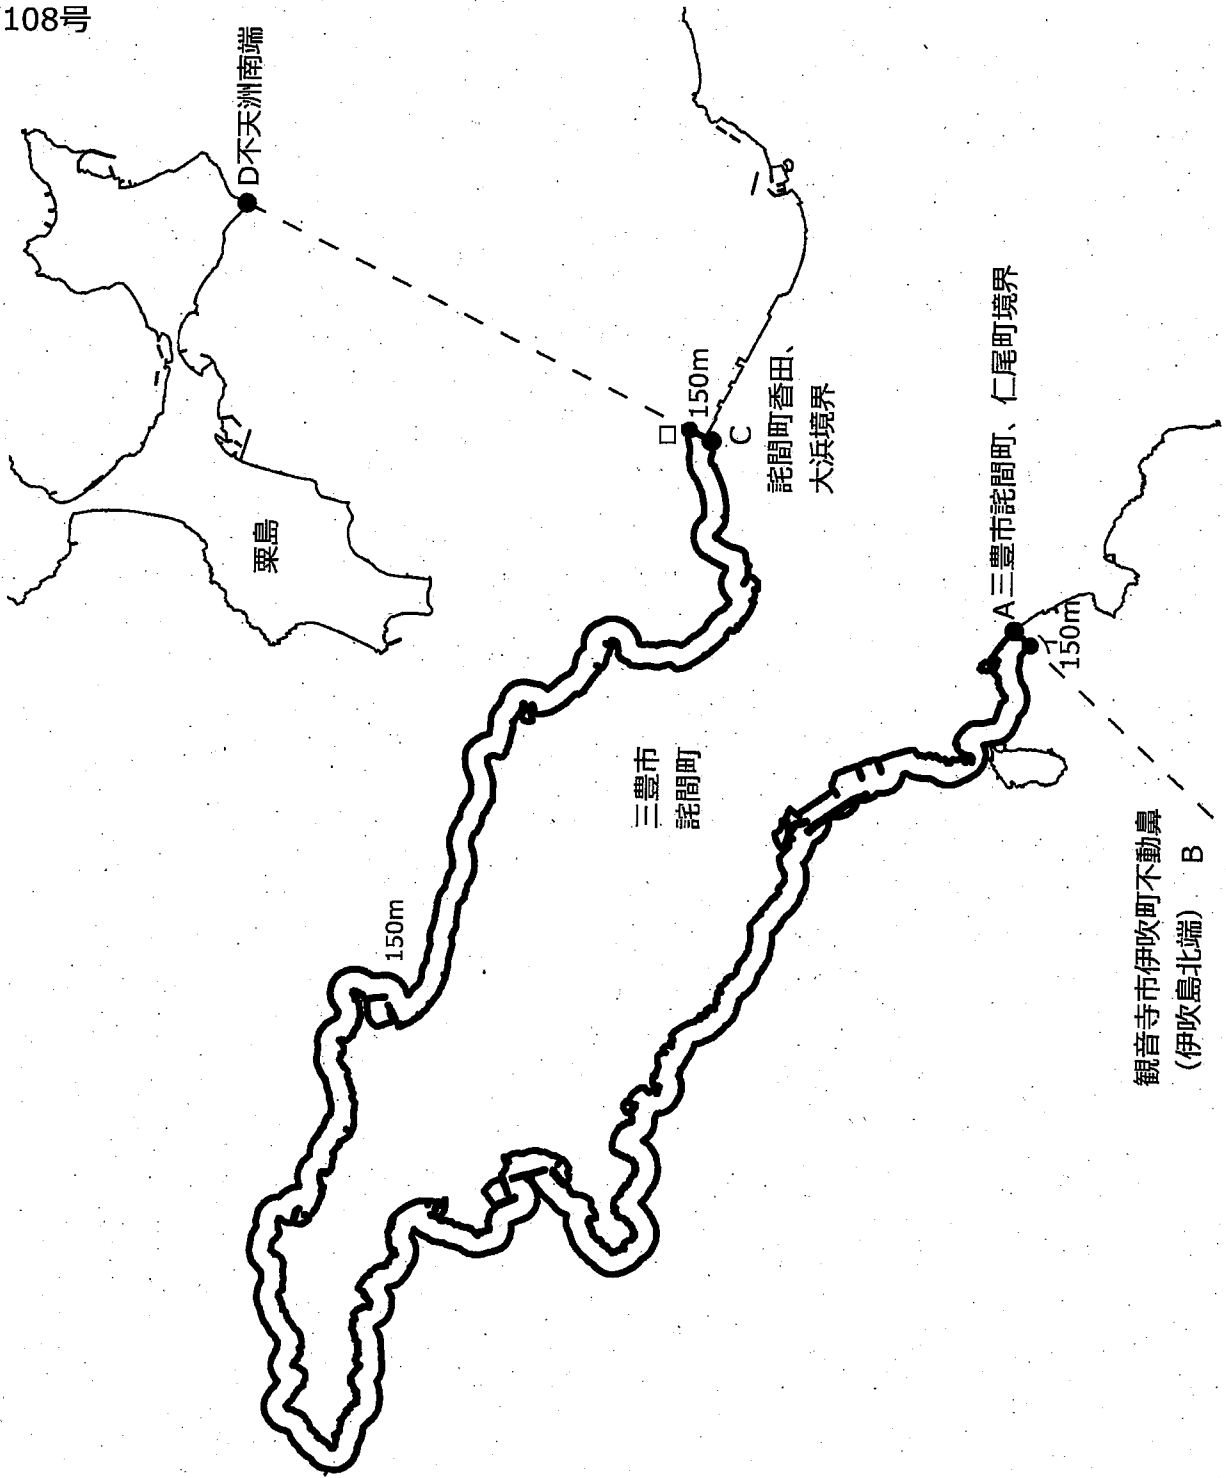 108号
D不天洲南端
粟島
150m
ロ
C
詫間町香田、
大浜境界
A三豊市詫間町、仁尾町境界
イ
150m
三豊市
詫間町
150m
観音寺市伊吹町不動鼻
(伊吹島北端) B